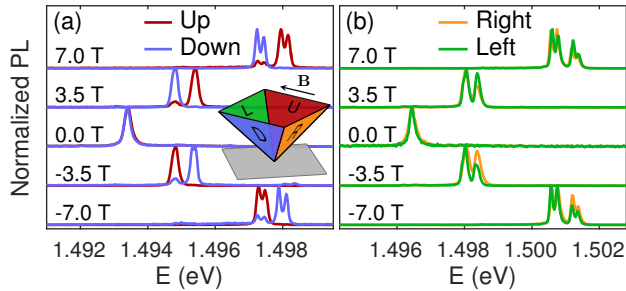 Normalized PL
(a)
Up
Down
7.0 T
3.5 T
0.0 T
-3.5 T
-7.0 T
B
L
U
D
R
1.492 1.494 1.496 1.498
E (eV)
(b)
Right
Left
7.0 T
3.5 T
0.0 T
-3.5 T
-7.0 T
1.496 1.498 1.500 1.502
E (eV)